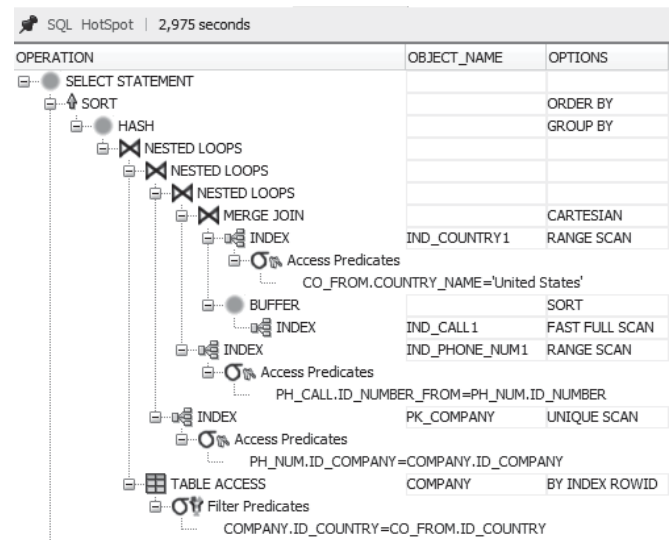 SQL HotSpot | 2,975 seconds
OPERATION OBJECT_NAME OPTIONS
SELECT STATEMENT
SORT ORDER BY
HASH GROUP BY
NESTED LOOPS
NESTED LOOPS
NESTED LOOPS
MERGE JOIN CARTESIAN
INDEX IND_COUNTRY1 RANGE SCAN
Access Predicates
CO_FROM.COUNTRY_NAME='United States'
BUFFER SORT
INDEX IND_CALL1 FAST FULL SCAN
INDEX IND_PHONE_NUM1 RANGE SCAN
Access Predicates
PH_CALL.ID_NUMBER_FROM=PH_NUM.ID_NUMBER
INDEX PK_COMPANY UNIQUE SCAN
Access Predicates
PH_NUM.ID_COMPANY=COMPANY.ID_COMPANY
TABLE ACCESS COMPANY BY INDEX ROWID
Filter Predicates
COMPANY.ID_COUNTRY=CO_FROM.ID_COUNTRY